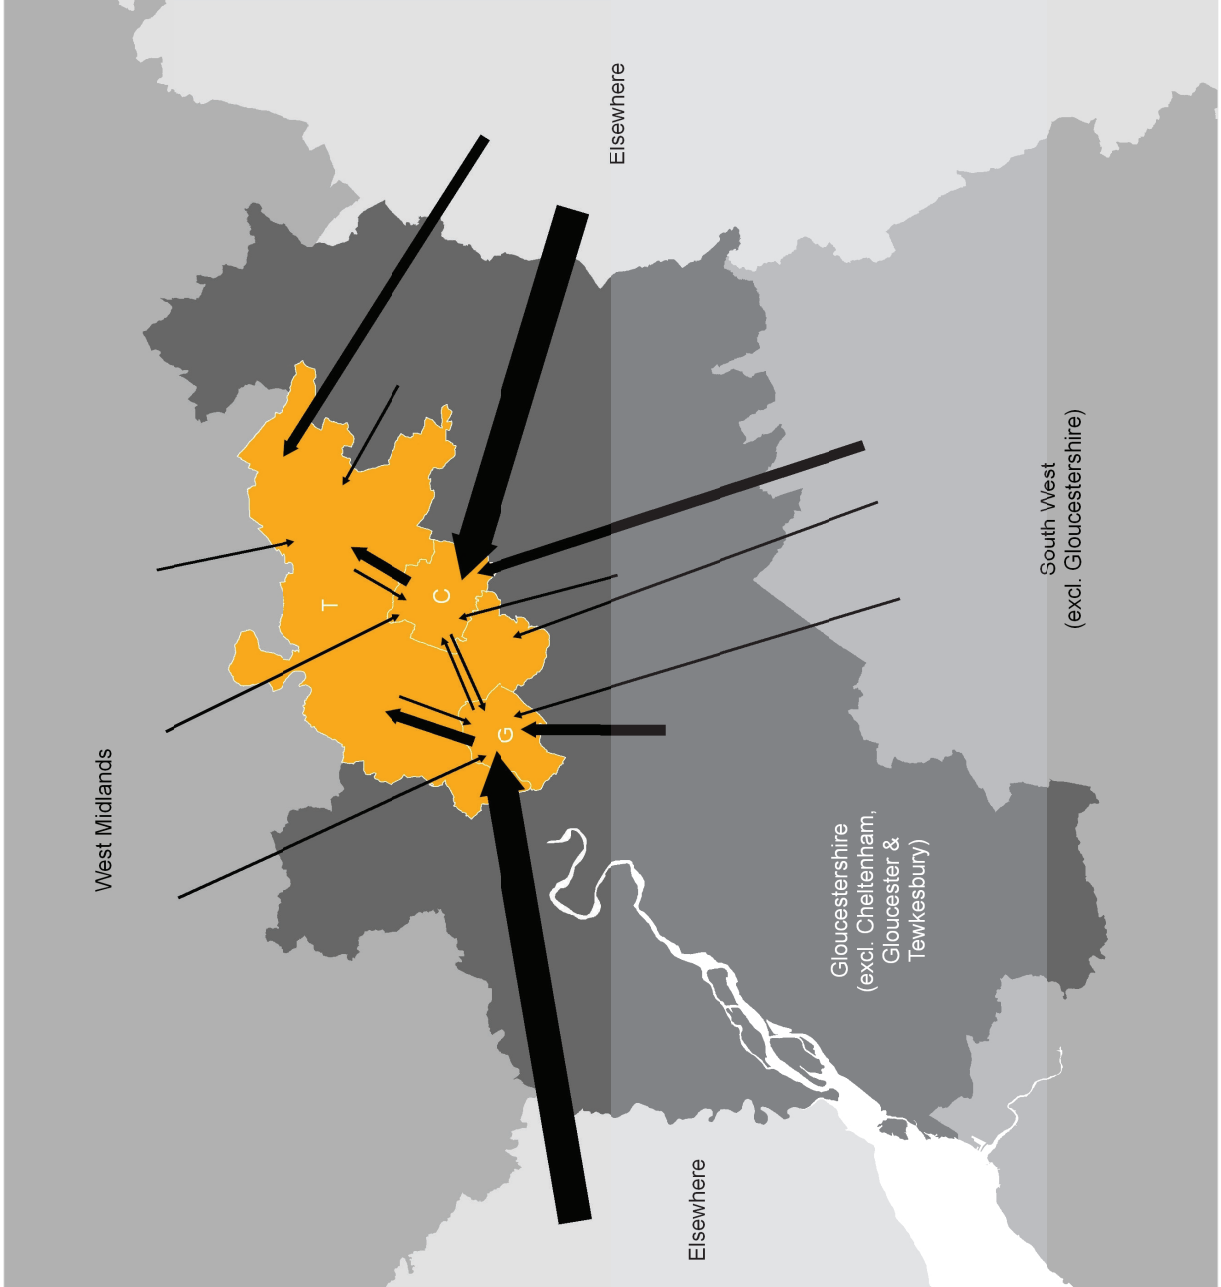 West Midlands
T
C
G
Elsewhere
Elsewhere
Gloucestershire
(excl. Cheltenham,
Gloucester &
Tewkesbury)
South West
(excl. Gloucestershire)